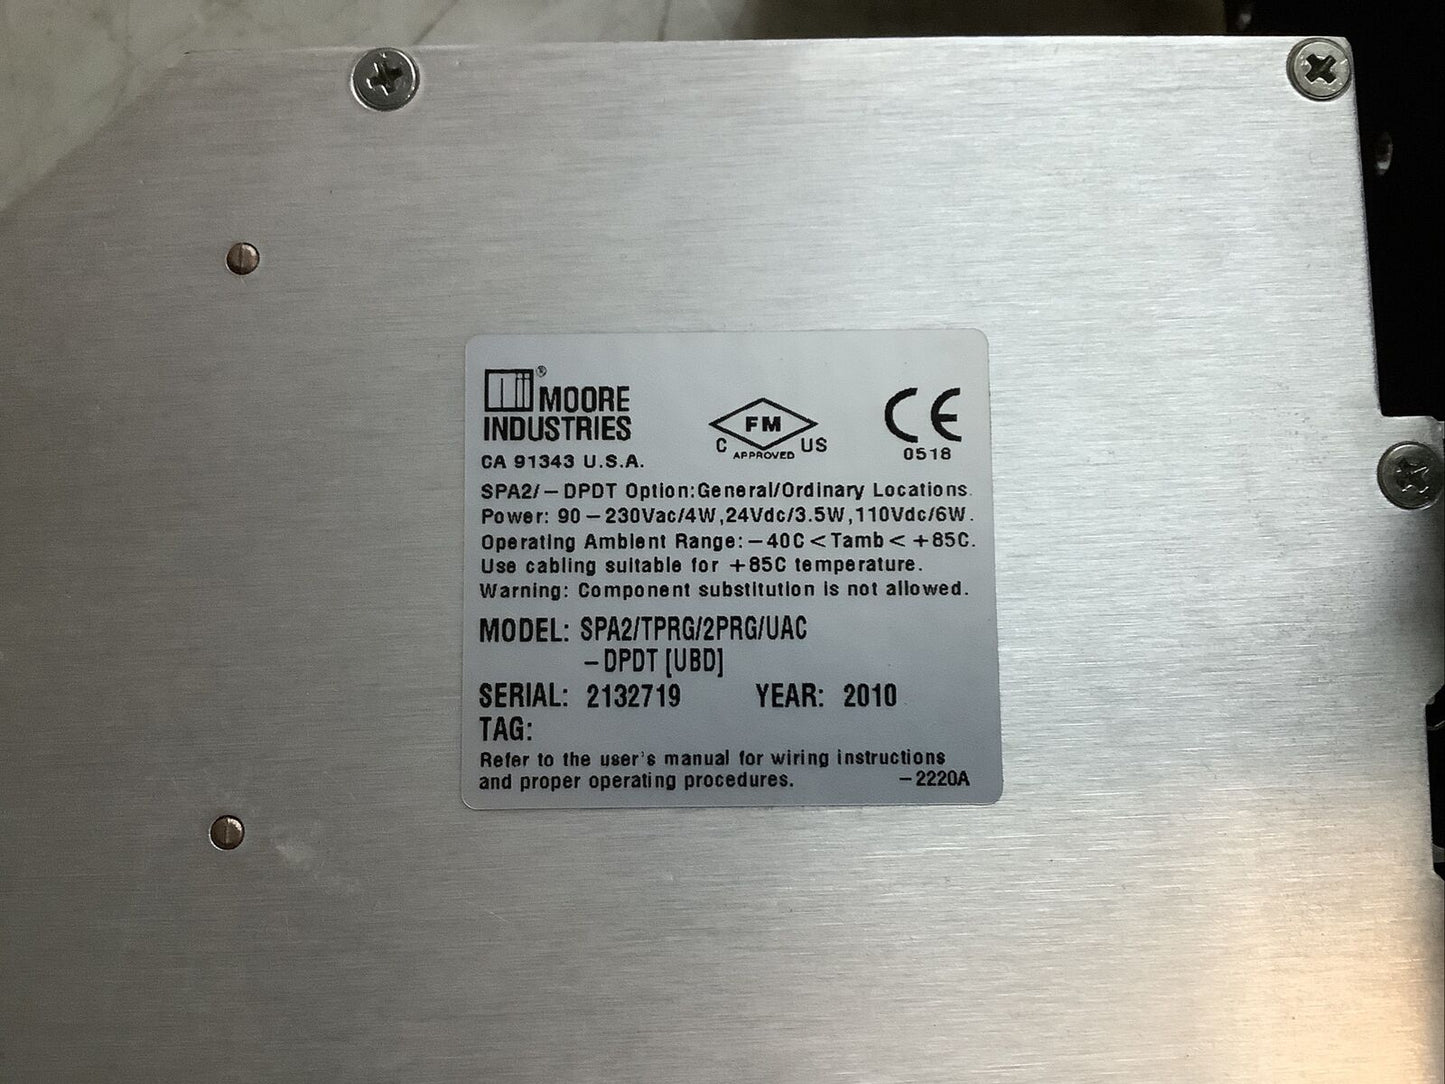 ® MOORE
INDUSTRIES
CA 91343 U.S.A.
FM
C APPROVED US
CE
0518
SPA2/–DPDT Option:General/Ordinary Locations.
Power: 90–230Vac/4W,24Vdc/3.5W,110Vdc/6W.
Operating Ambient Range:–40C<Tamb<+85C.
Use cabling suitable for +85C temperature.
Warning: Component substitution is not allowed.
MODEL: SPA2/TPRG/2PRG/UAC
–DPDT [UBD]
SERIAL: 2132719 YEAR: 2010
TAG:
Refer to the user's manual for wiring instructions
and proper operating procedures. –2220A